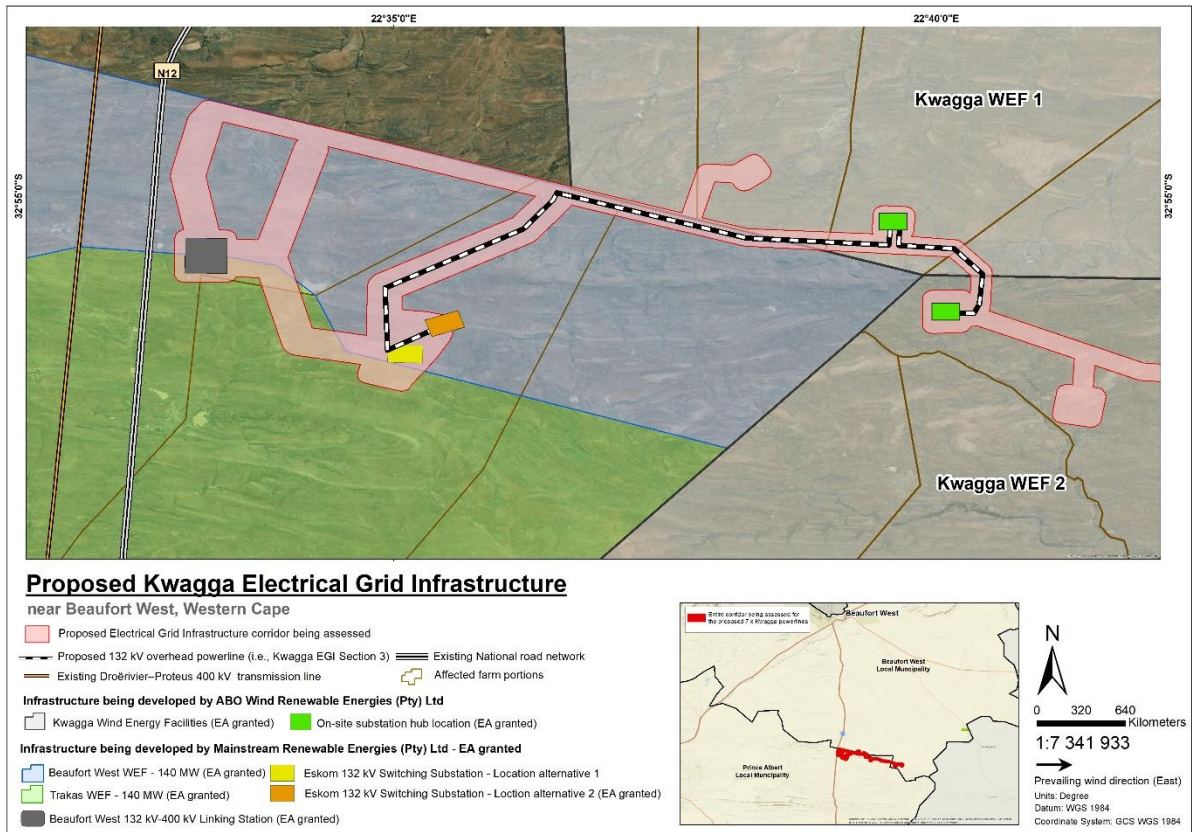 22°35'0"E
22°40'0"E
N12
Kwagga WEF 1
32°55'0"S
32°55'0"S
Kwagga WEF 2
Proposed Kwagga Electrical Grid Infrastructure
near Beaufort West, Western Cape
Proposed Electrical Grid Infrastructure corridor being assessed
Proposed 132 kV overhead powerline (i.e., Kwagga EGI Section 3)
Existing National road network
Existing Droërivier–Proteus 400 kV transmission line
Affected farm portions
Infrastructure being developed by ABO Wind Renewable Energies (Pty) Ltd
Kwagga Wind Energy Facilities (EA granted)
On-site substation hub location (EA granted)
Infrastructure being developed by Mainstream Renewable Energies (Pty) Ltd - EA granted
Beaufort West WEF - 140 MW (EA granted)
Eskom 132 kV Switching Substation - Location alternative 1
Trakas WEF - 140 MW (EA granted)
Eskom 132 kV Switching Substation - Loction alternative 2 (EA granted)
Beaufort West 132 kV-400 kV Linking Station (EA granted)
Entire corridor being assessed for
the proposed 7 x Kwagga powerlines
Beaufort West
Beaufort West
Local Muncipality
Prince Albert
Local Muncipality
N
0 320 640
Kilometers
1:7 341 933
Prevailing wind direction (East)
Units: Degree
Datum: WGS 1984
Coordinate System: GCS WGS 1984